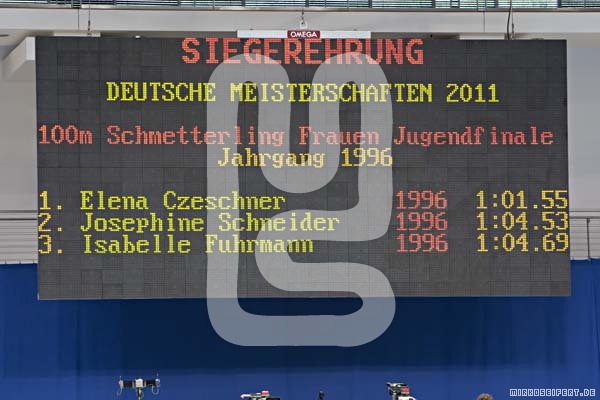 OMEGA
SIEGEREHRUNG
DEUTSCHE MEISTERSCHAFTEN 2011
100m Schmetterling Frauen Jugendfinale
Jahrgang 1996
1. Elena Czeschner 1996 1:01.55
2. Josephine Schneider 1996 1:04.53
3. Isabelle Fuhrmann 1996 1:04.69
MIRKOSEIFERT.DE